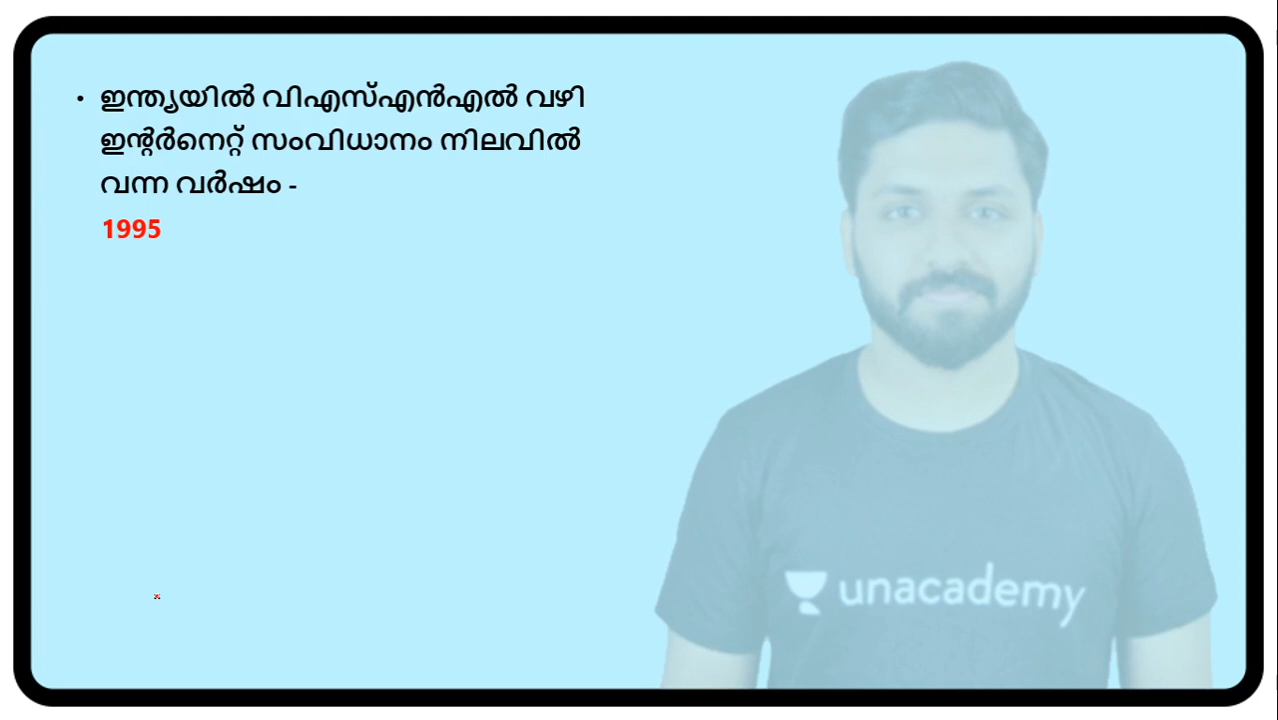 • ഇന്ത്യയിൽ വിഎസ്എൻഎൽ വഴി
ഇന്റർനെറ്റ് സംവിധാനം നിലവിൽ
വന്ന വർഷം -
1995
unacademy